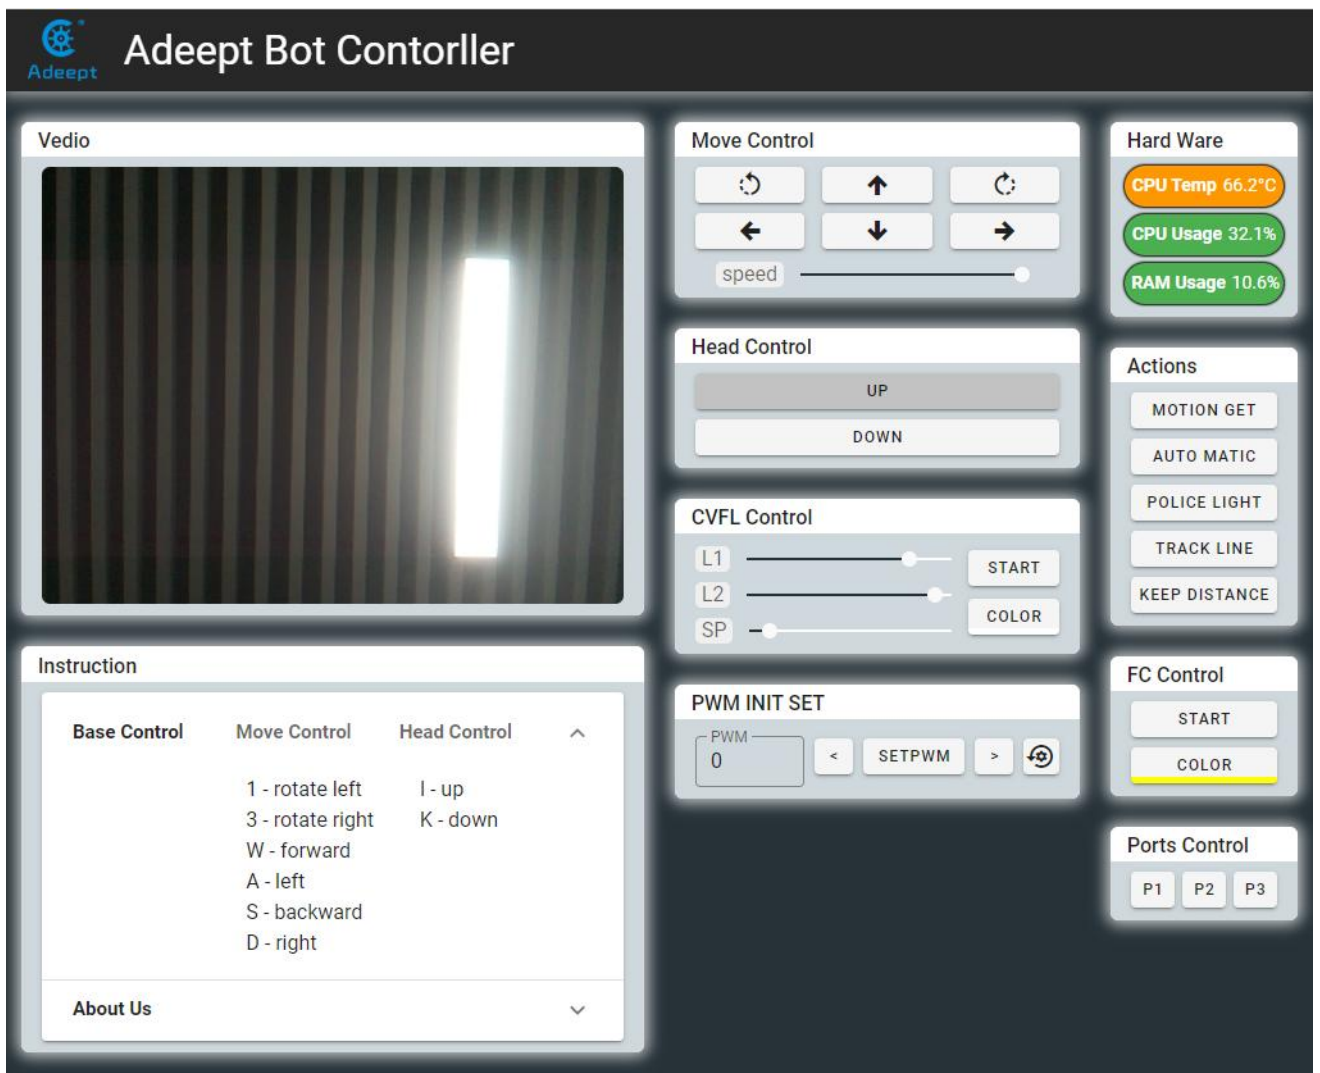 Adeept
Adeept Bot Contorller
Vedio
Move Control
speed
Hard Ware
CPU Temp 66.2°C
CPU Usage 32.1%
RAM Usage 10.6%
Head Control
UP
DOWN
Actions
MOTION GET
AUTO MATIC
POLICE LIGHT
TRACK LINE
KEEP DISTANCE
CVFL Control
L1
L2
SP
START
COLOR
Instruction
Base Control Move Control Head Control
1 - rotate left I - up
3 - rotate right K - down
W - forward
A - left
S - backward
D - right
About Us
PWM INIT SET
PWM
0 < SETPWM >
FC Control
START
COLOR
Ports Control
P1 P2 P3